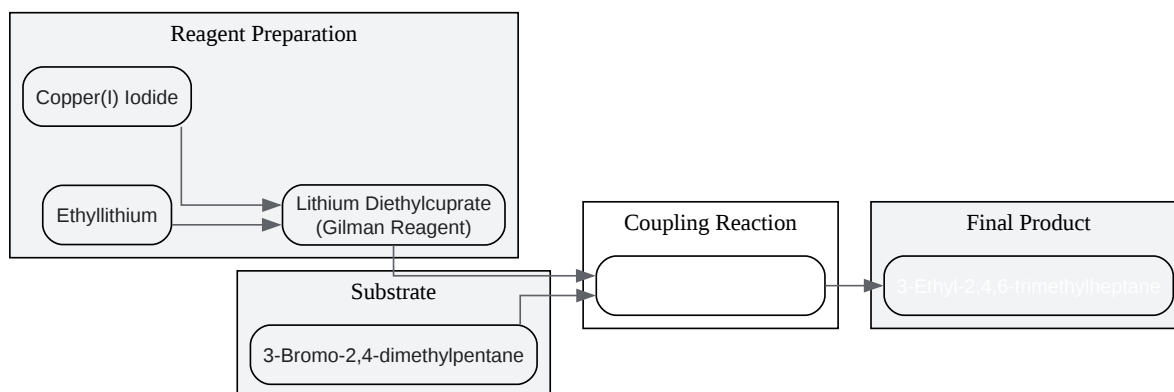 Reagent Preparation
Copper(I) Iodide
Ethyllithium
Lithium Diethylcuprate
(Gilman Reagent)
Substrate
3-Bromo-2,4-dimethylpentane
Coupling Reaction
Final Product
3-Ethyl-2,4,6-trimethylheptane